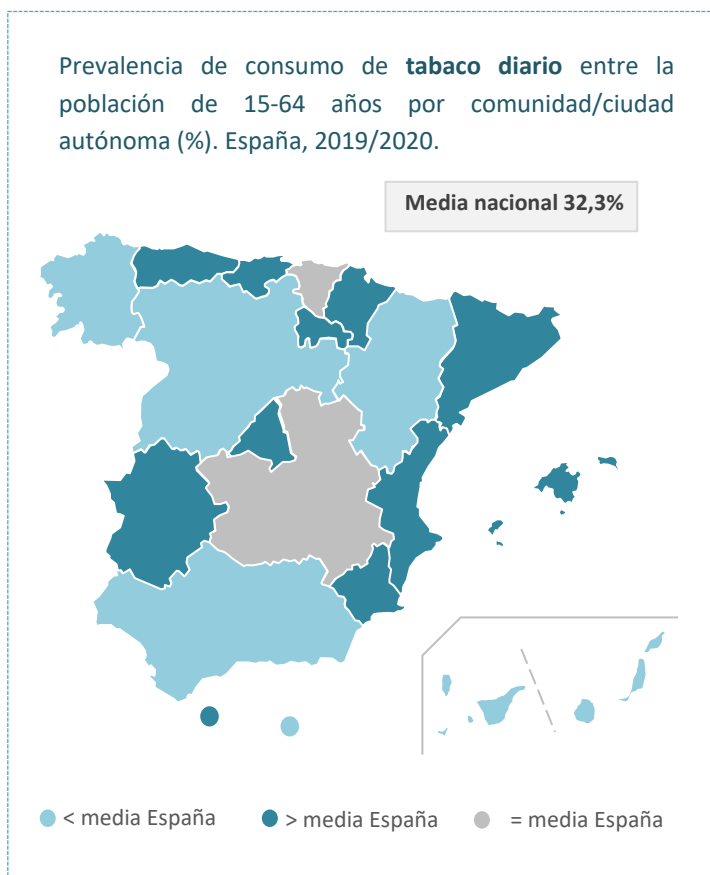 Prevalencia de consumo de tabaco diario entre la
población de 15-64 años por comunidad/ciudad
autónoma (%). España, 2019/2020.
Media nacional 32,3%
< media España
> media España
= media España